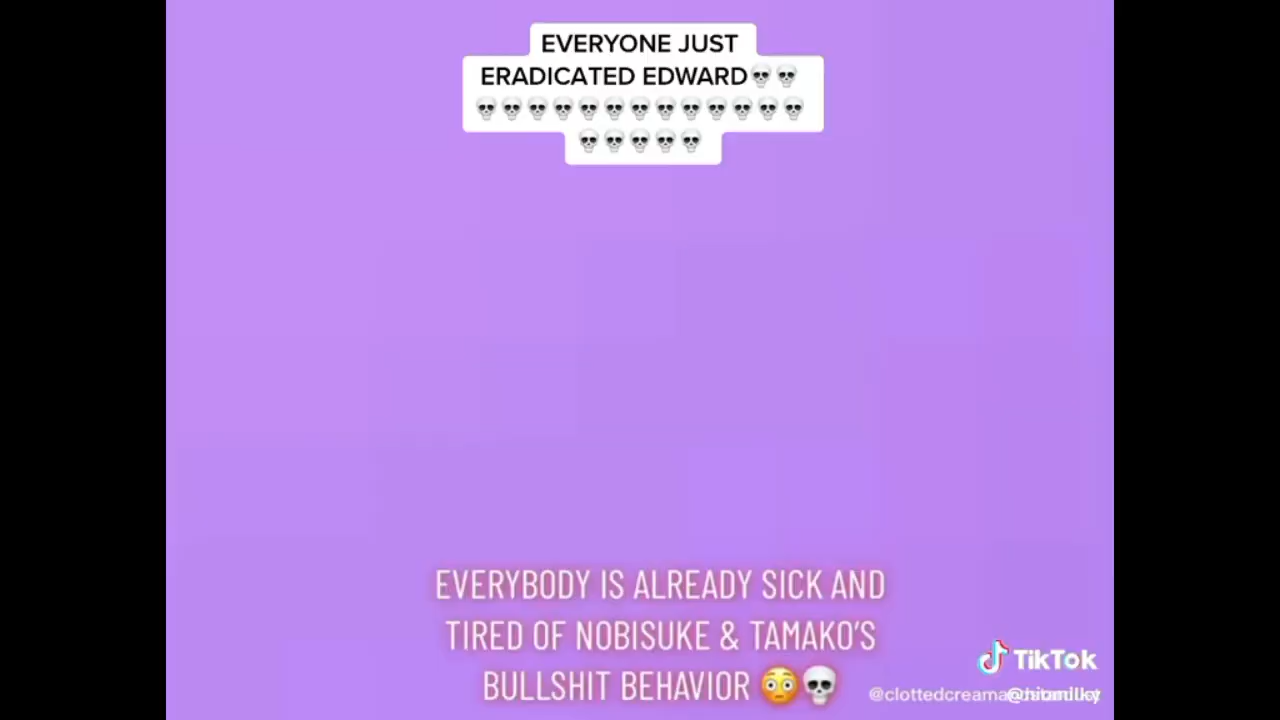 EVERYONE JUST
ERADICATED EDWARD💀💀
💀💀💀💀💀💀💀💀💀💀💀💀💀
💀💀💀💀💀
EVERYBODY IS ALREADY SICK AND
TIRED OF NOBISUKE & TAMAKO'S
BULLSHIT BEHAVIOR 😳💀
TikTok